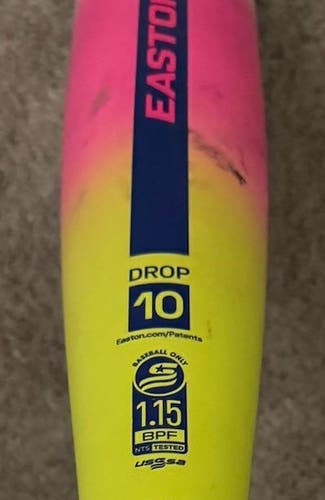 EASTON
DROP
10
Easton.com/Patents
BASEBALL ONLY
1.15
BPF
NTS TESTED
USSSA